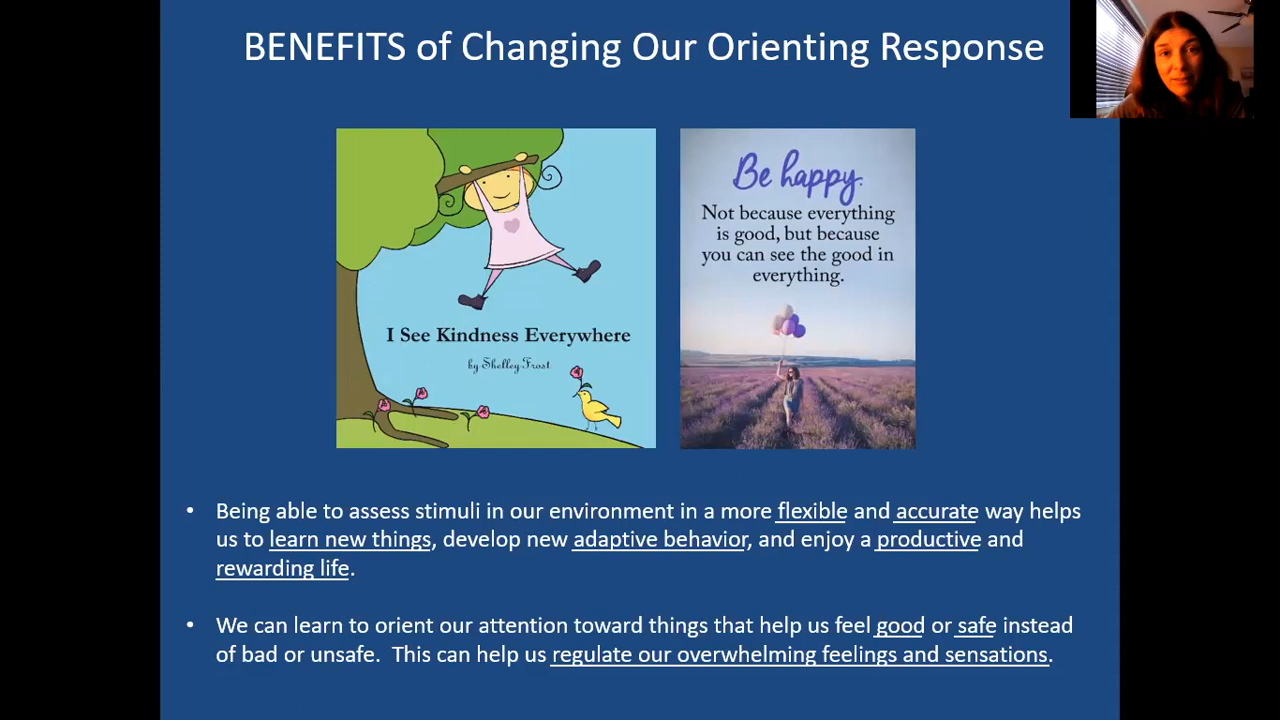 BENEFITS of Changing Our Orienting Response
I See Kindness Everywhere
by Shelley Frost
Be happy.
Not because everything
is good, but because
you can see the good in
everything.
• Being able to assess stimuli in our environment in a more flexible and accurate way helps
us to learn new things, develop new adaptive behavior, and enjoy a productive and
rewarding life.
• We can learn to orient our attention toward things that help us feel good or safe instead
of bad or unsafe.  This can help us regulate our overwhelming feelings and sensations.